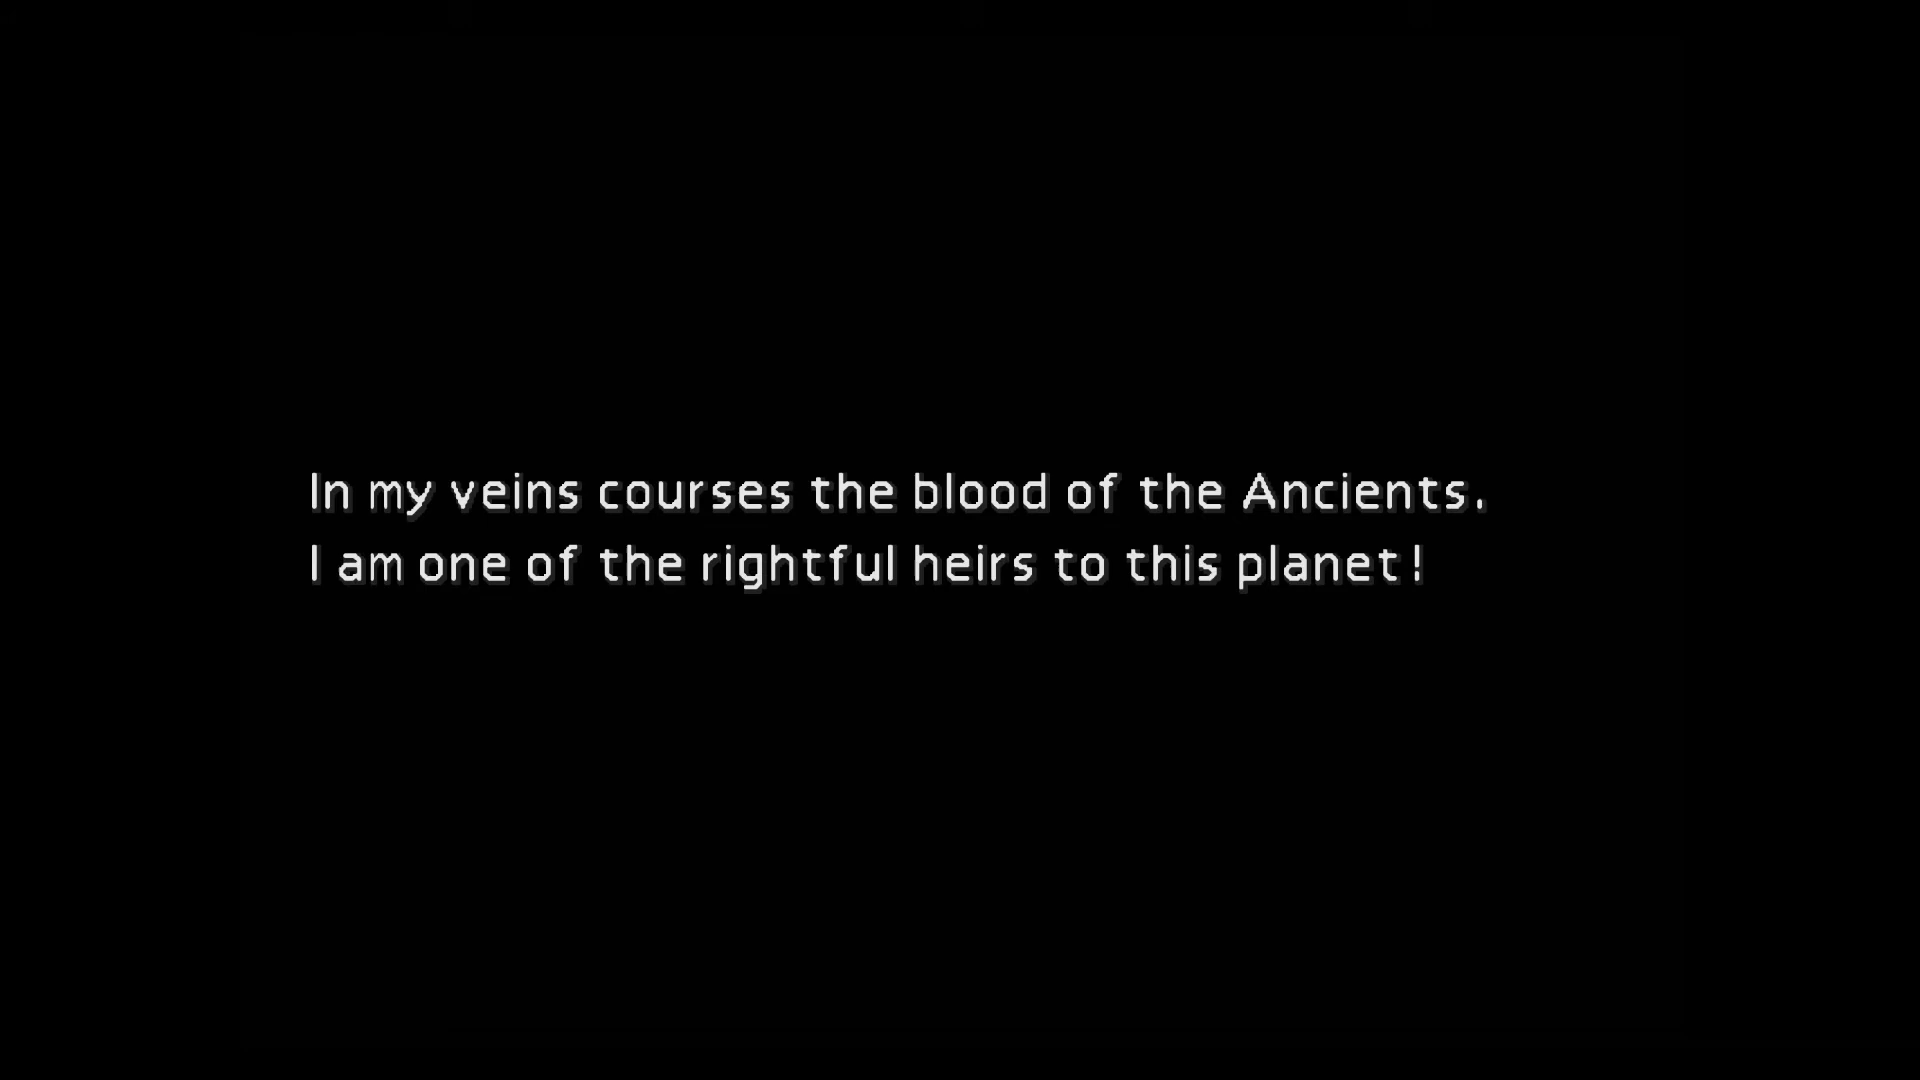 In my veins courses the blood of the Ancients.
I am one of the rightful heirs to this planet!